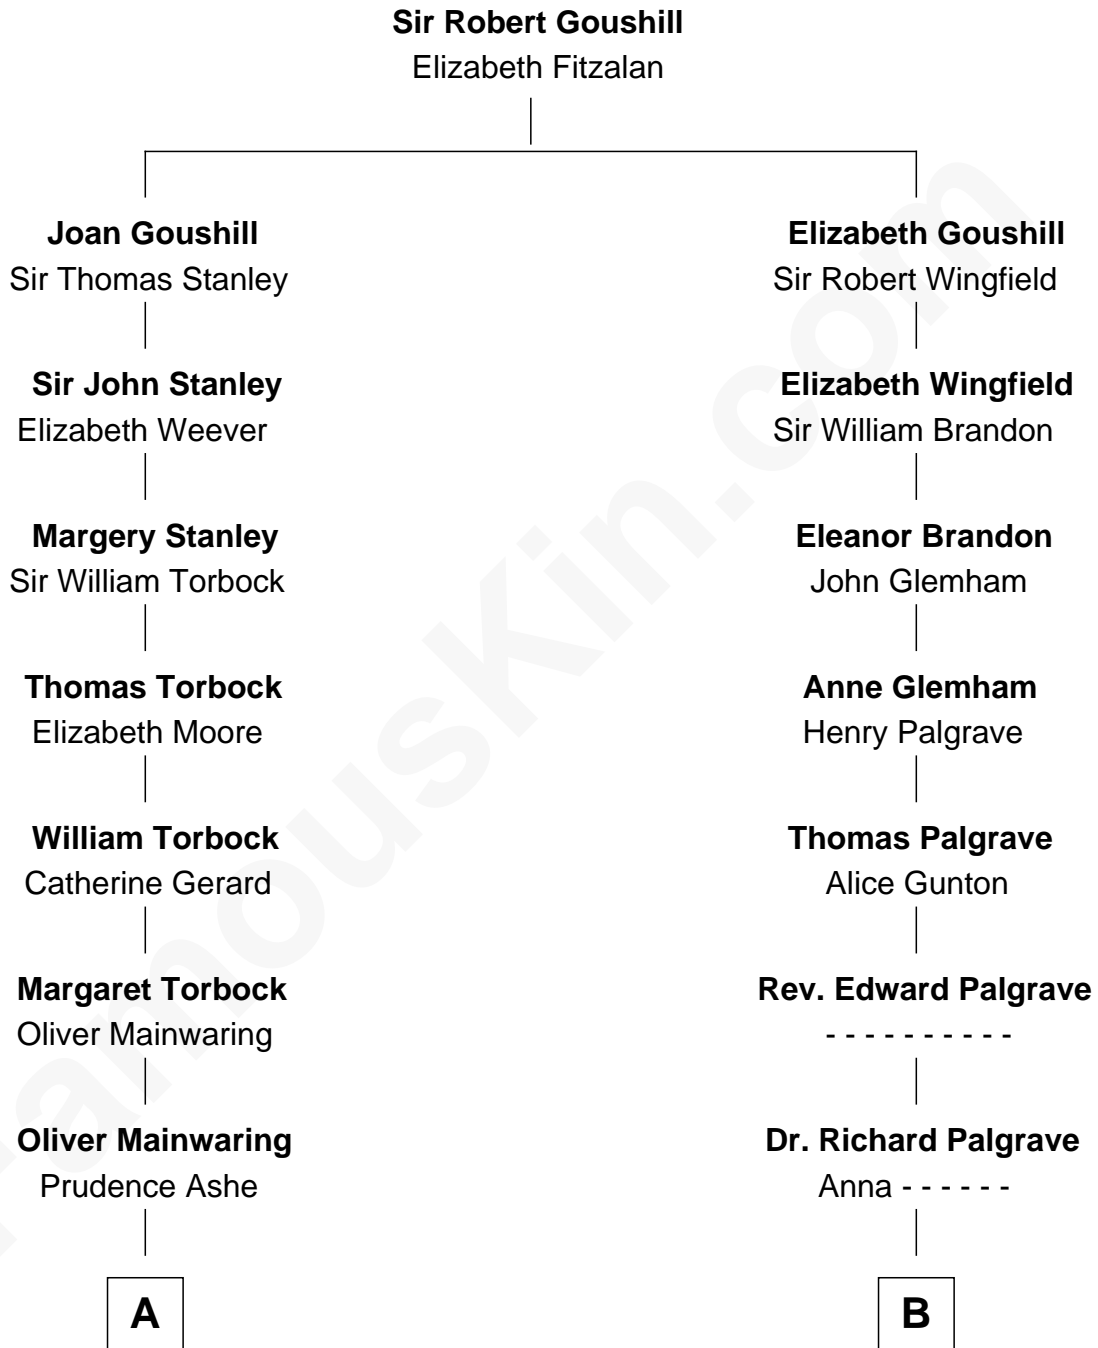 Sir Robert Goushill
Elizabeth Fitzalan
Joan Goushill
Sir Thomas Stanley
Sir John Stanley
Elizabeth Weever
Margery Stanley
Sir William Torbock
Thomas Torbock
Elizabeth Moore
William Torbock
Catherine Gerard
Margaret Torbock
Oliver Mainwaring
Oliver Mainwaring
Prudence Ashe
A
Elizabeth Goushill
Sir Robert Wingfield
Elizabeth Wingfield
Sir William Brandon
Eleanor Brandon
John Glemham
Anne Glemham
Henry Palgrave
Thomas Palgrave
Alice Gunton
Rev. Edward Palgrave
- - - - - - - - - -
Dr. Richard Palgrave
Anna - - - - - -
B
FamousKin.com